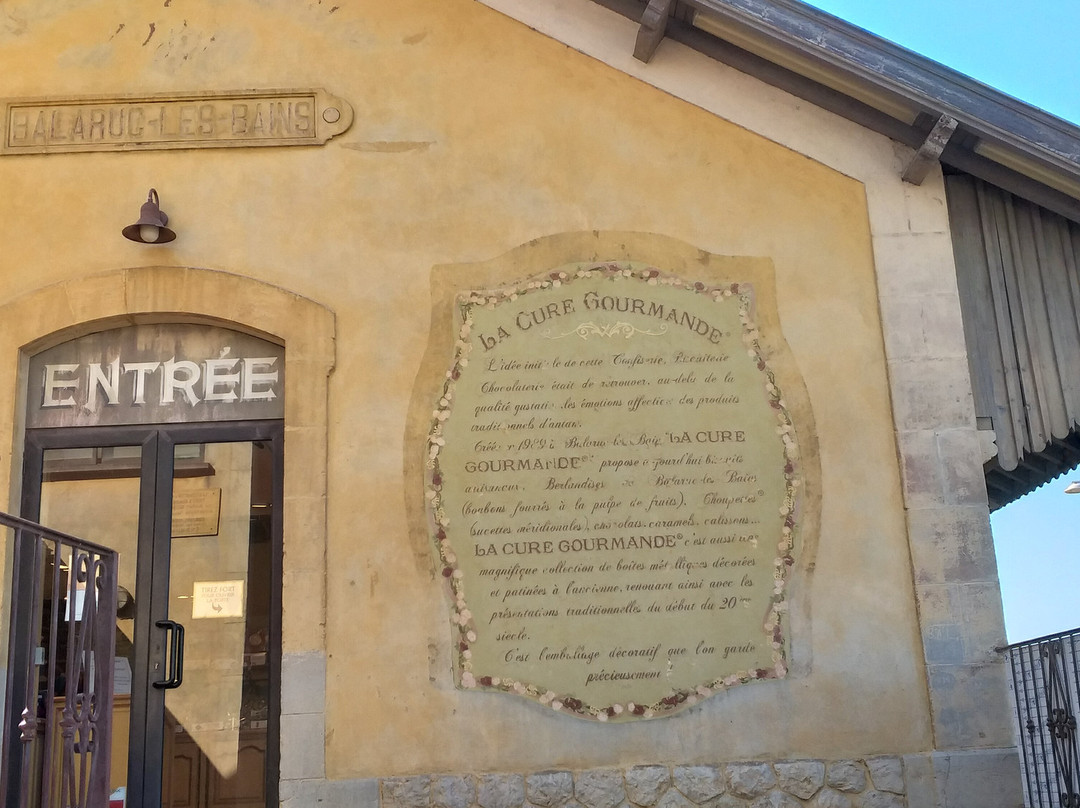 BALARUC-LES-BAINS
ENTRÉE
LA CURE GOURMANDE®
L'idée initiale de cette Confiserie, Biscuiterie
Chocolaterie était de retrouver, au-delà de la
qualité gustative, les émotions affectives des produits
traditionnels d'antan.
Créée en 1989 à Balaruc les Bains "LA CURE
GOURMANDE®" propose aujourd'hui biscuits
Berlandises de Balaruc les Bains
(bonbons fourrés à la pulpe de fruits), Choupettes®
(sucettes méridionales), chocolats, caramels, calissons...
LA CURE GOURMANDE® c'est aussi une
magnifique collection de boîtes métalliques décorées
et patinées à l'ancienne, renouant ainsi avec les
présentations traditionnelles du début du 20ème
siècle.
C'est l'emballage décoratif que l'on garde
précieusement